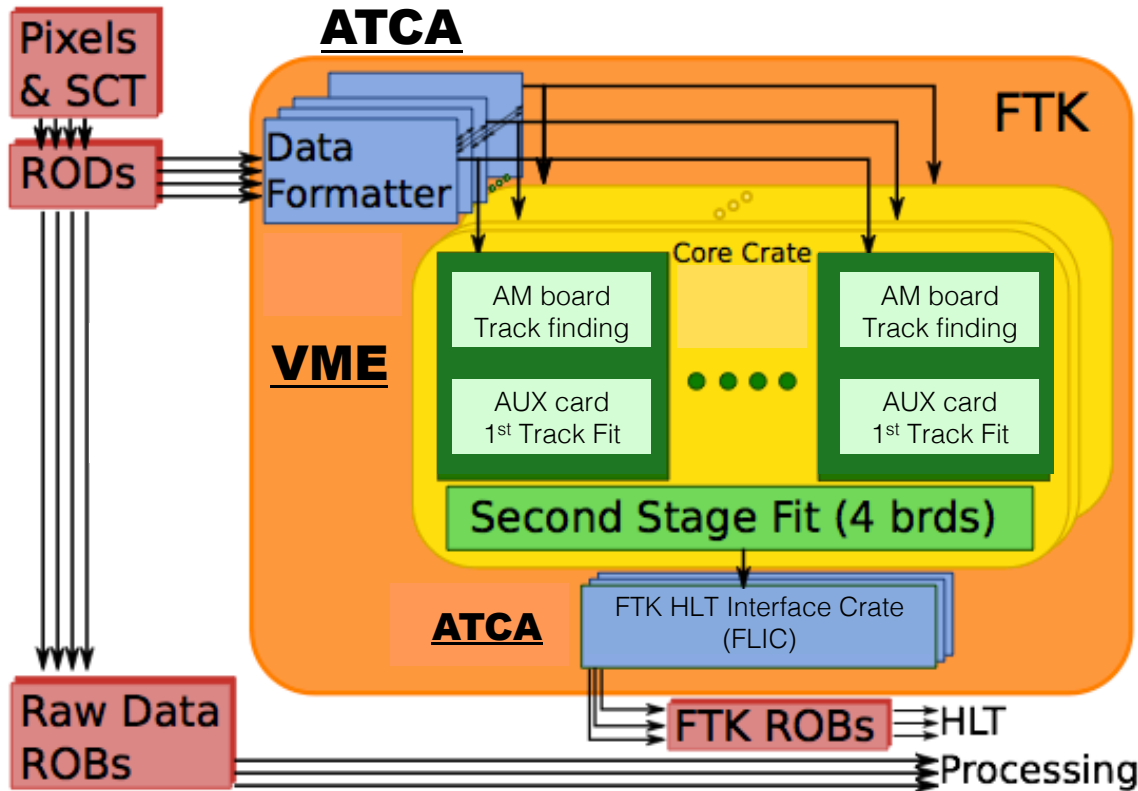 ATCA
Pixels
& SCT
FTK
RODs
Data
Formatter
Core Crate
AM board
Track finding
AUX card
1st Track Fit
AM board
Track finding
AUX card
1st Track Fit
VME
Second Stage Fit (4 brds)
ATCA
FTK HLT Interface Crate
(FLIC)
Raw Data
ROBs
FTK ROBs
HLT
Processing